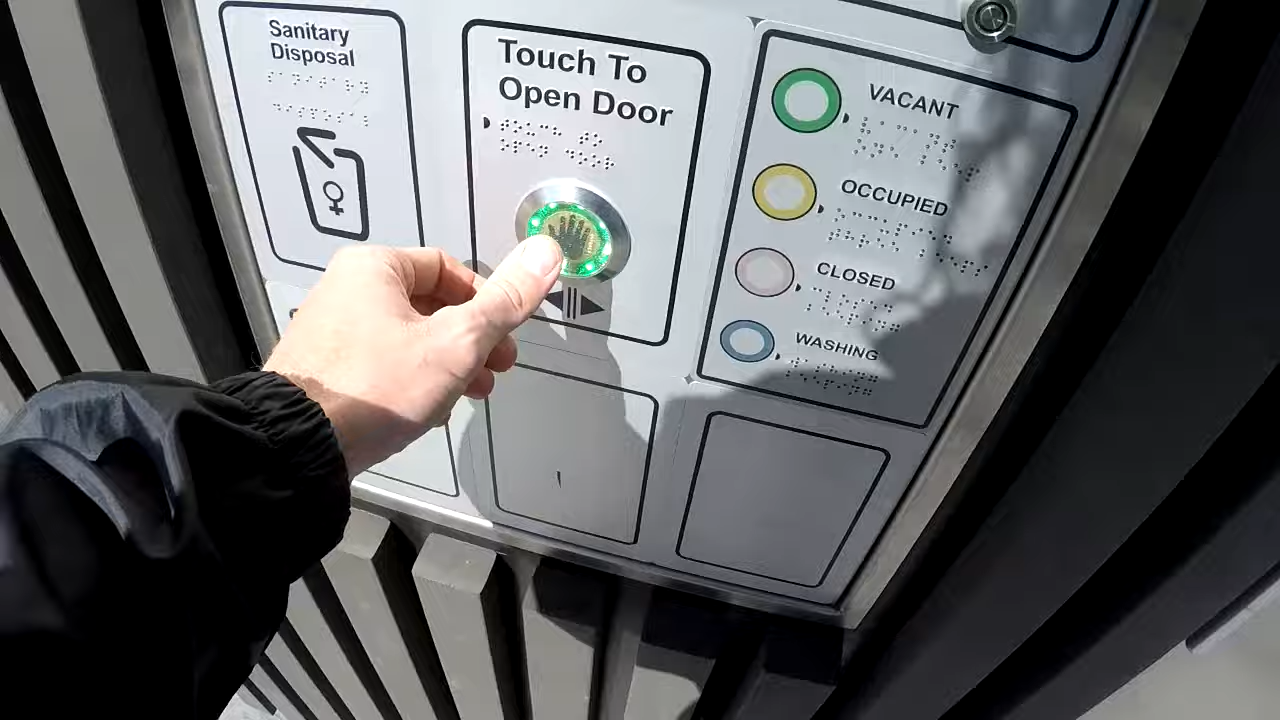 Sanitary
Disposal
Touch To
Open Door
VACANT
OCCUPIED
CLOSED
WASHING